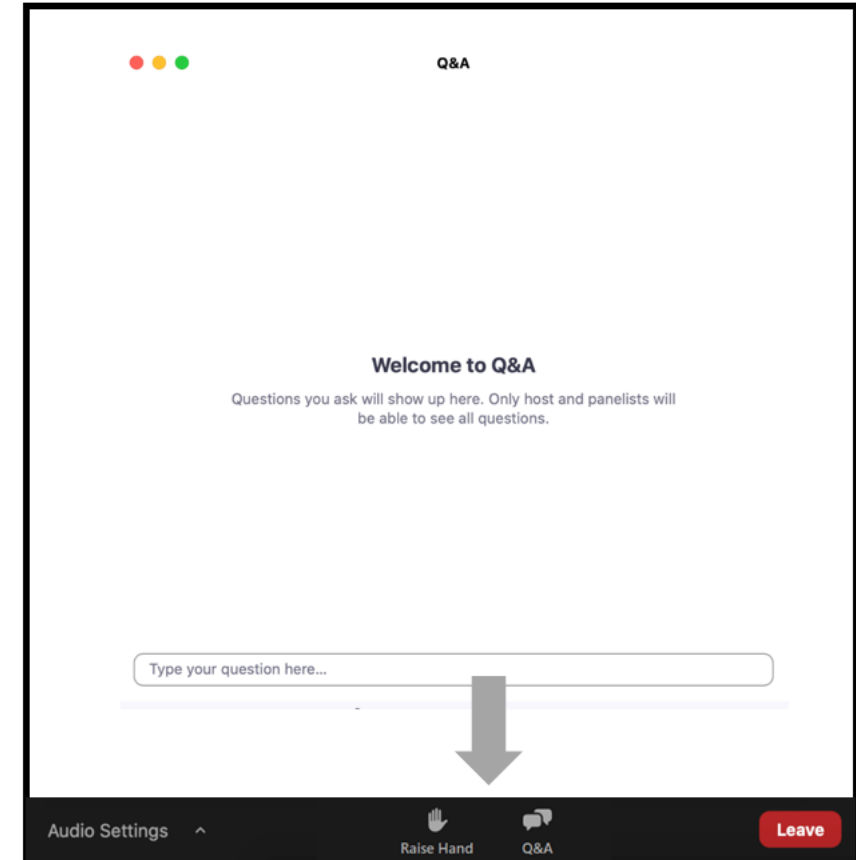 Q&A
Welcome to Q&A
Questions you ask will show up here. Only host and panelists will
be able to see all questions.
Type your question here...
Audio Settings
Raise Hand
Q&A
Leave